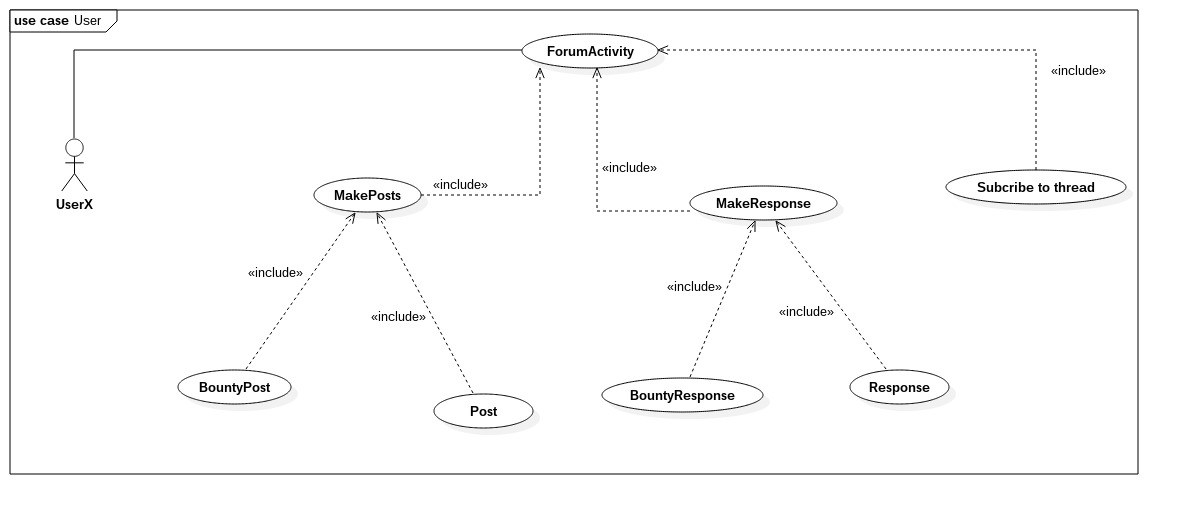 use case User
ForumActivity
«include»
«include»
«include»
MakePosts
Subcribe to thread
UserX
MakeResponse
«include»
«include»
«include»
«include»
BountyPost
Response
BountyResponse
Post